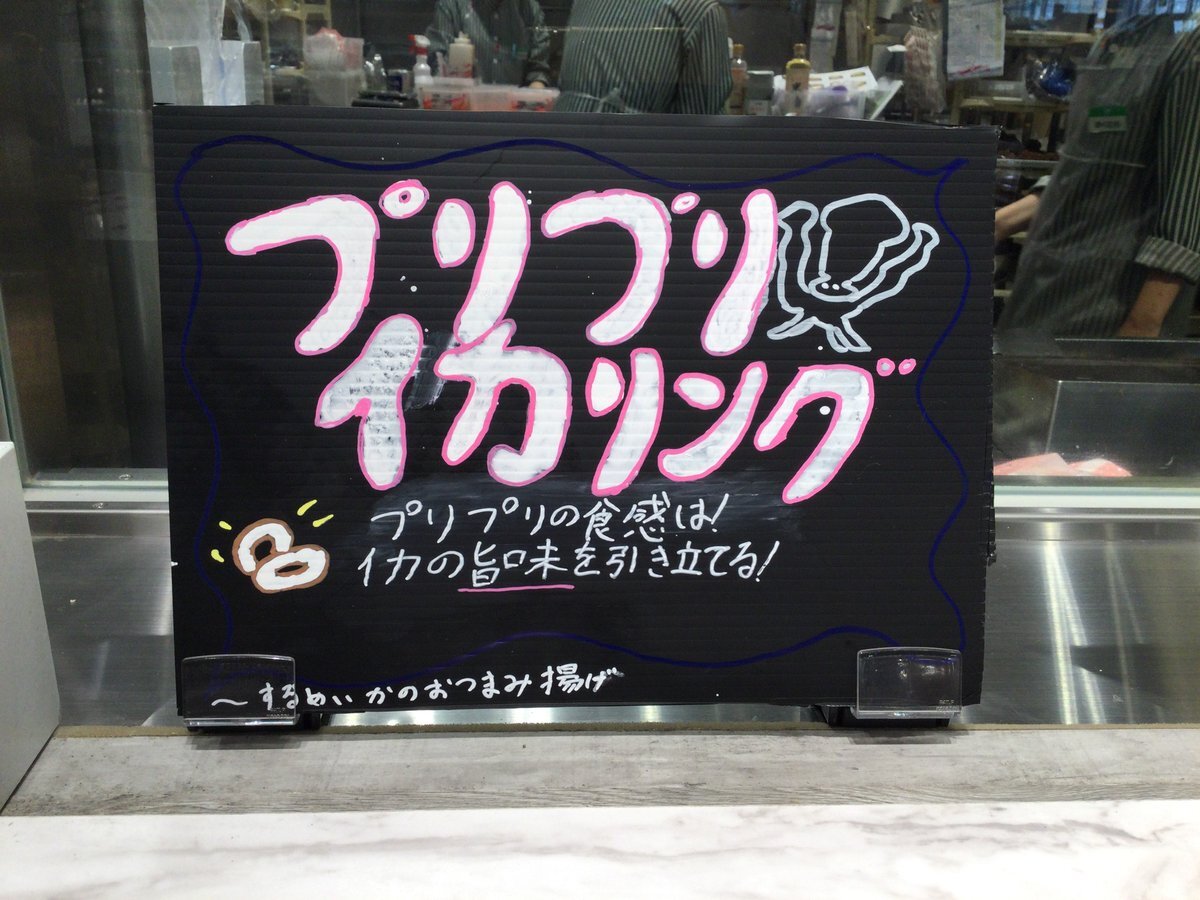 プリプリ
イカリング
プリプリの食感は!
イカの旨味を引き立てる!
～するめいかのおつまみ揚げ